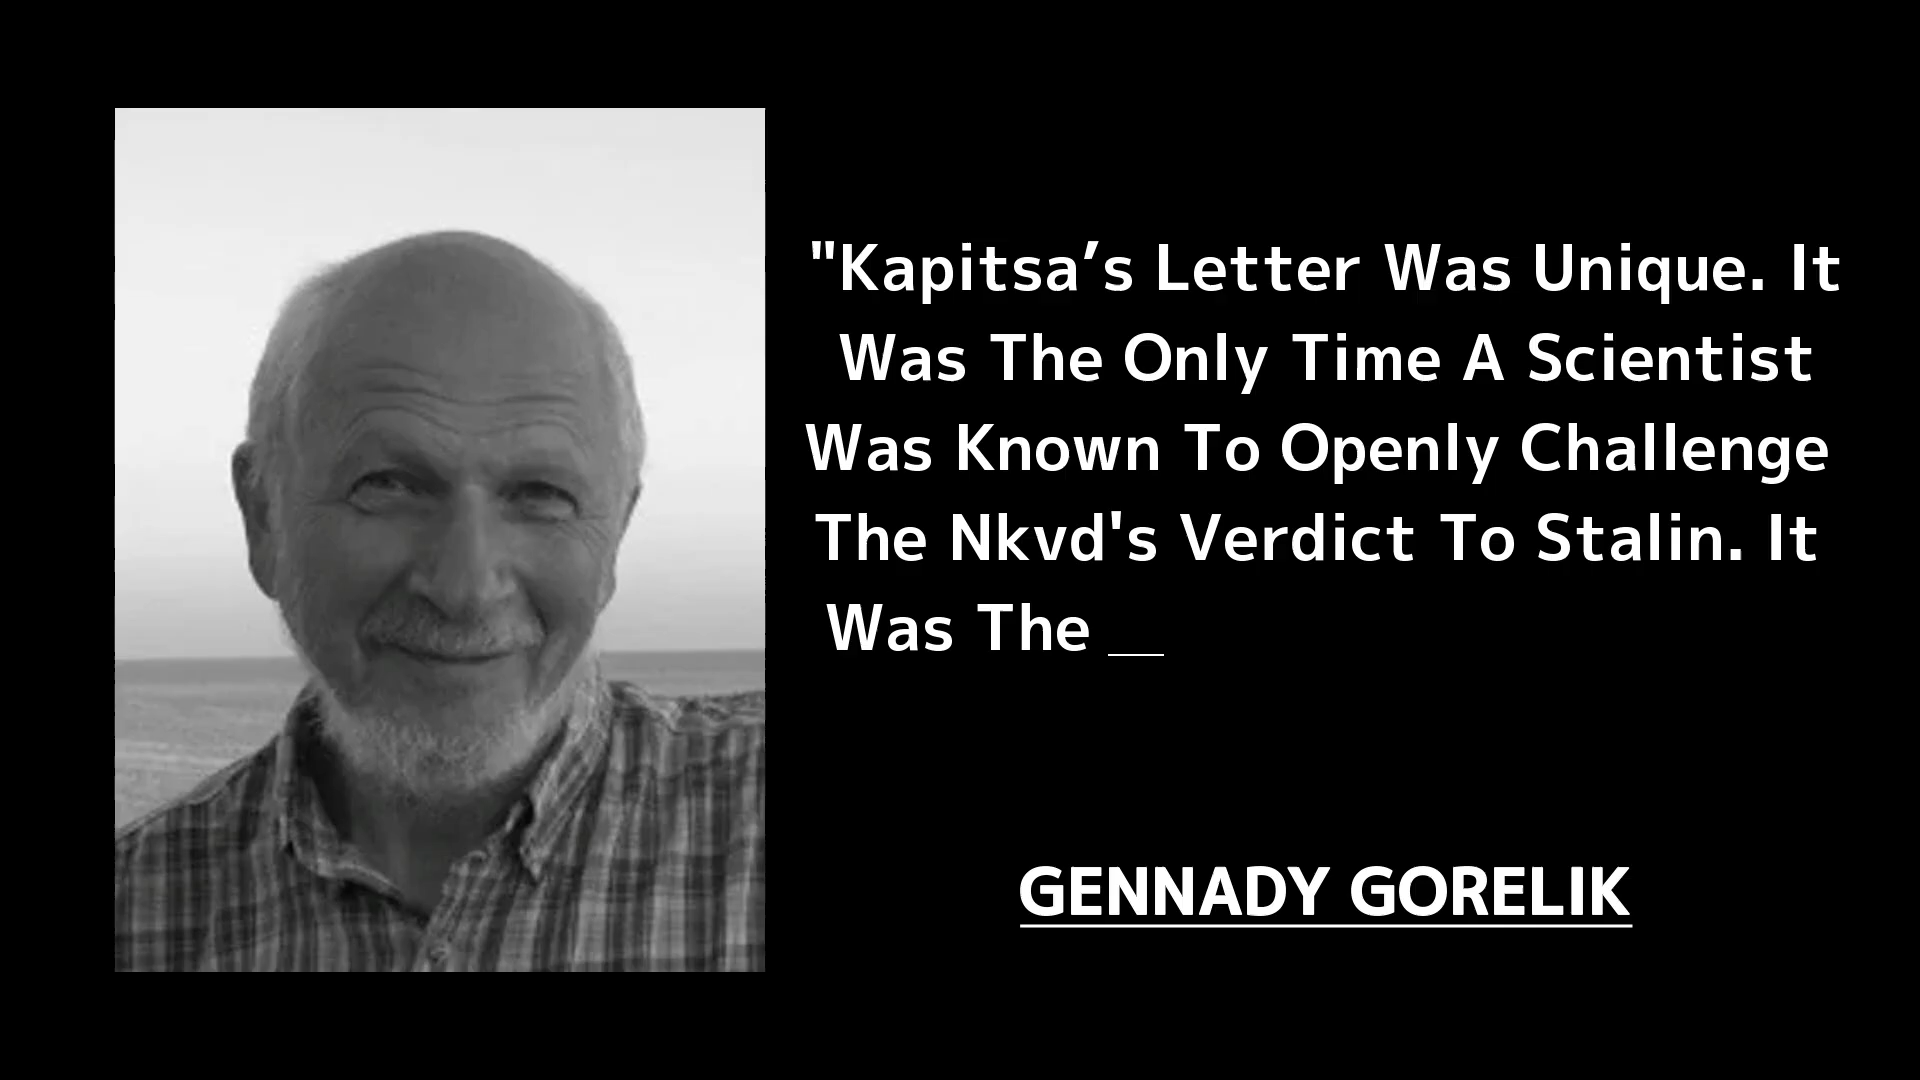 "Kapitsa’s Letter Was Unique. It
Was The Only Time A Scientist
Was Known To Openly Challenge
The Nkvd's Verdict To Stalin. It
Was The __
GENNADY GORELIK